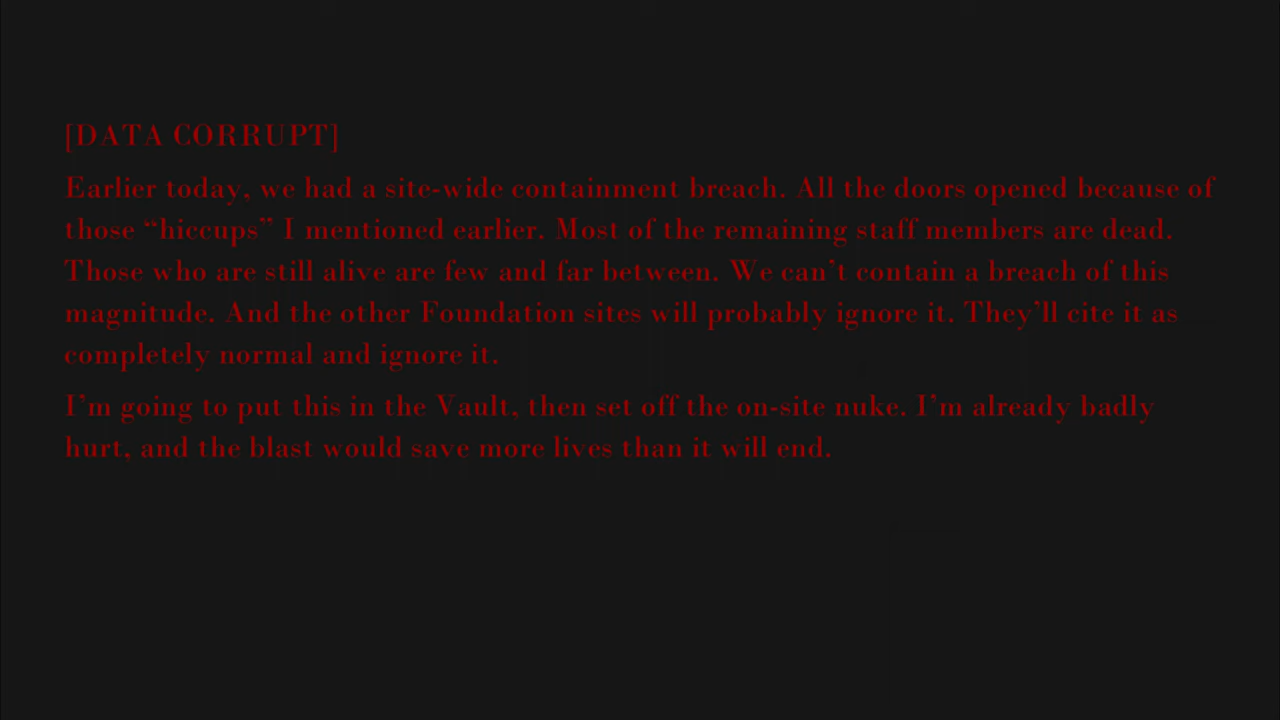 [DATA CORRUPT]
Earlier today, we had a site-wide containment breach. All the doors opened because of
those “hiccups” I mentioned earlier. Most of the remaining staff members are dead.
Those who are still alive are few and far between. We can’t contain a breach of this
magnitude. And the other Foundation sites will probably ignore it. They’ll cite it as
completely normal and ignore it.
I’m going to put this in the Vault, then set off the on-site nuke. I’m already badly
hurt, and the blast would save more lives than it will end.